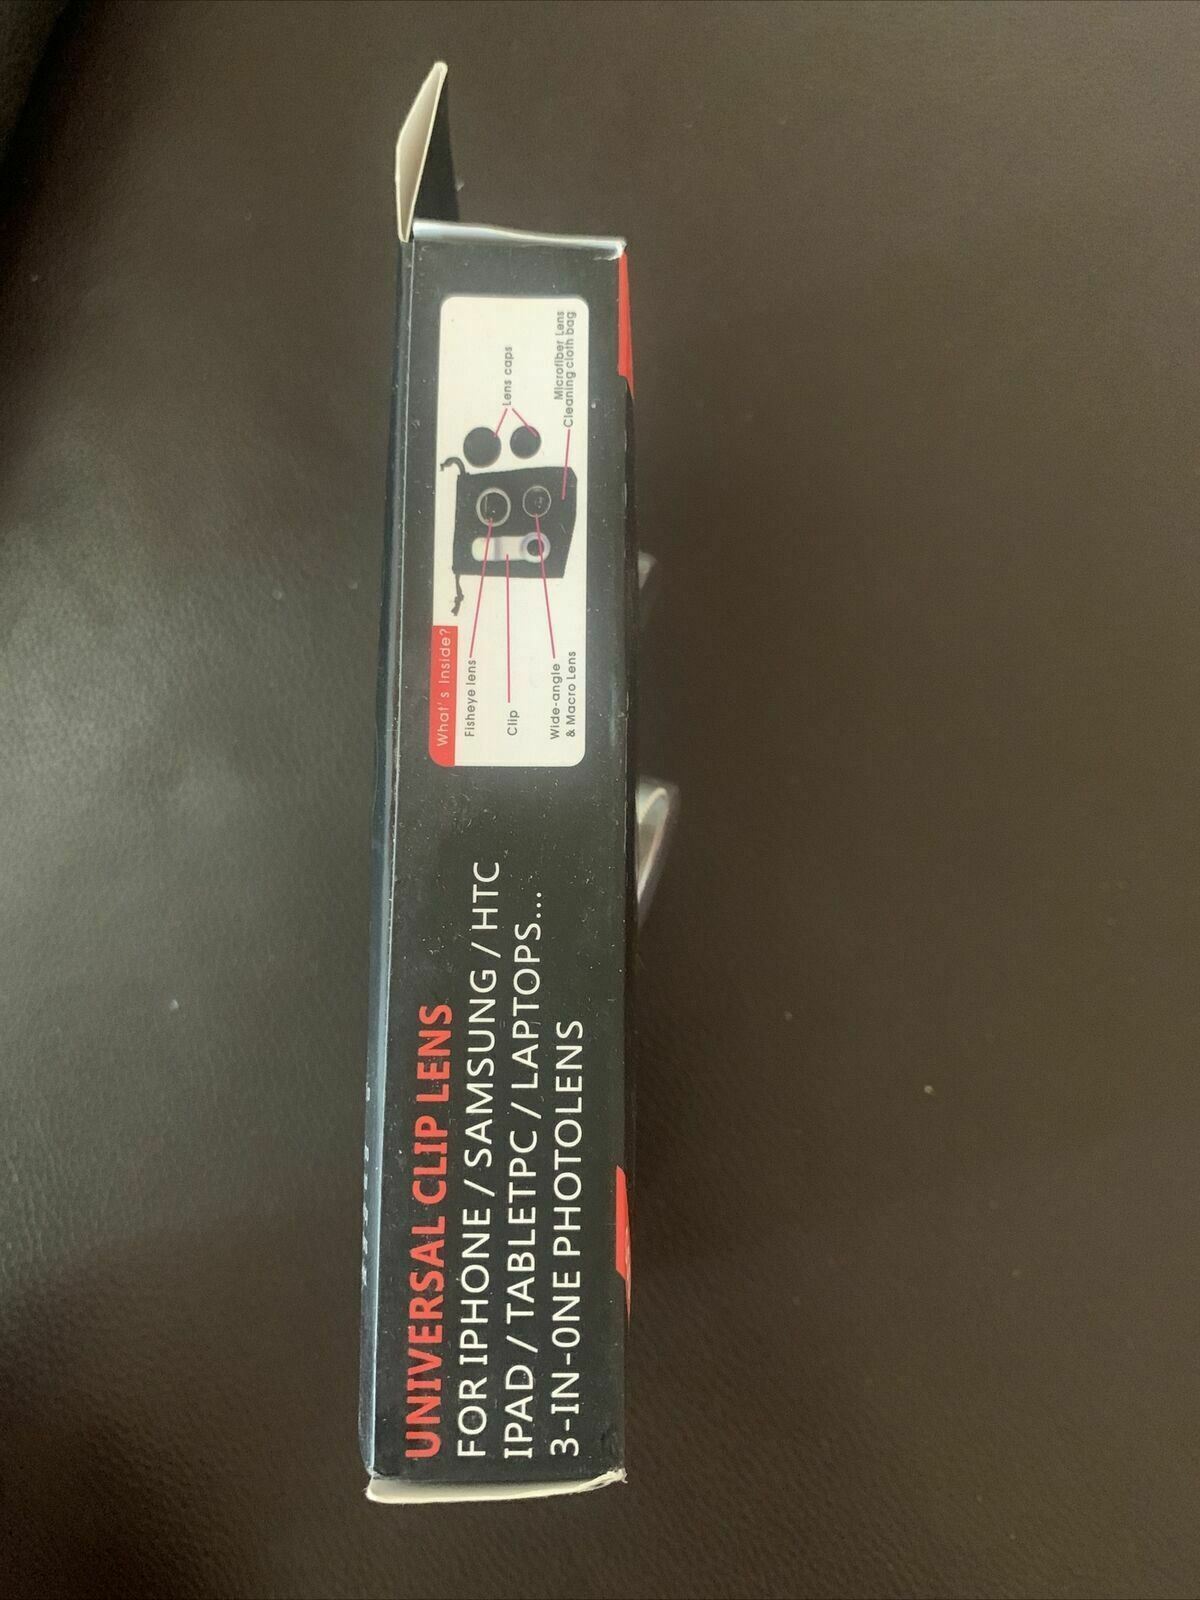 UNIVERSAL CLIP LENS
FOR IPHONE / SAMSUNG / HTC
IPAD / TABLETPC / LAPTOPS...
3-IN-ONE PHOTOLENS
What's Inside?
Fisheye lens
Clip
Wide-angle
& Macro Lens
Lens caps
Microfiber Lens
Cleaning cloth bag